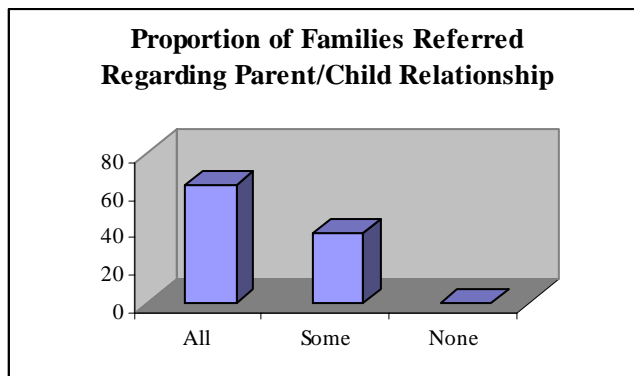 Proportion of Families Referred
Regarding Parent/Child Relationship
80
60
40
20
0
All Some None